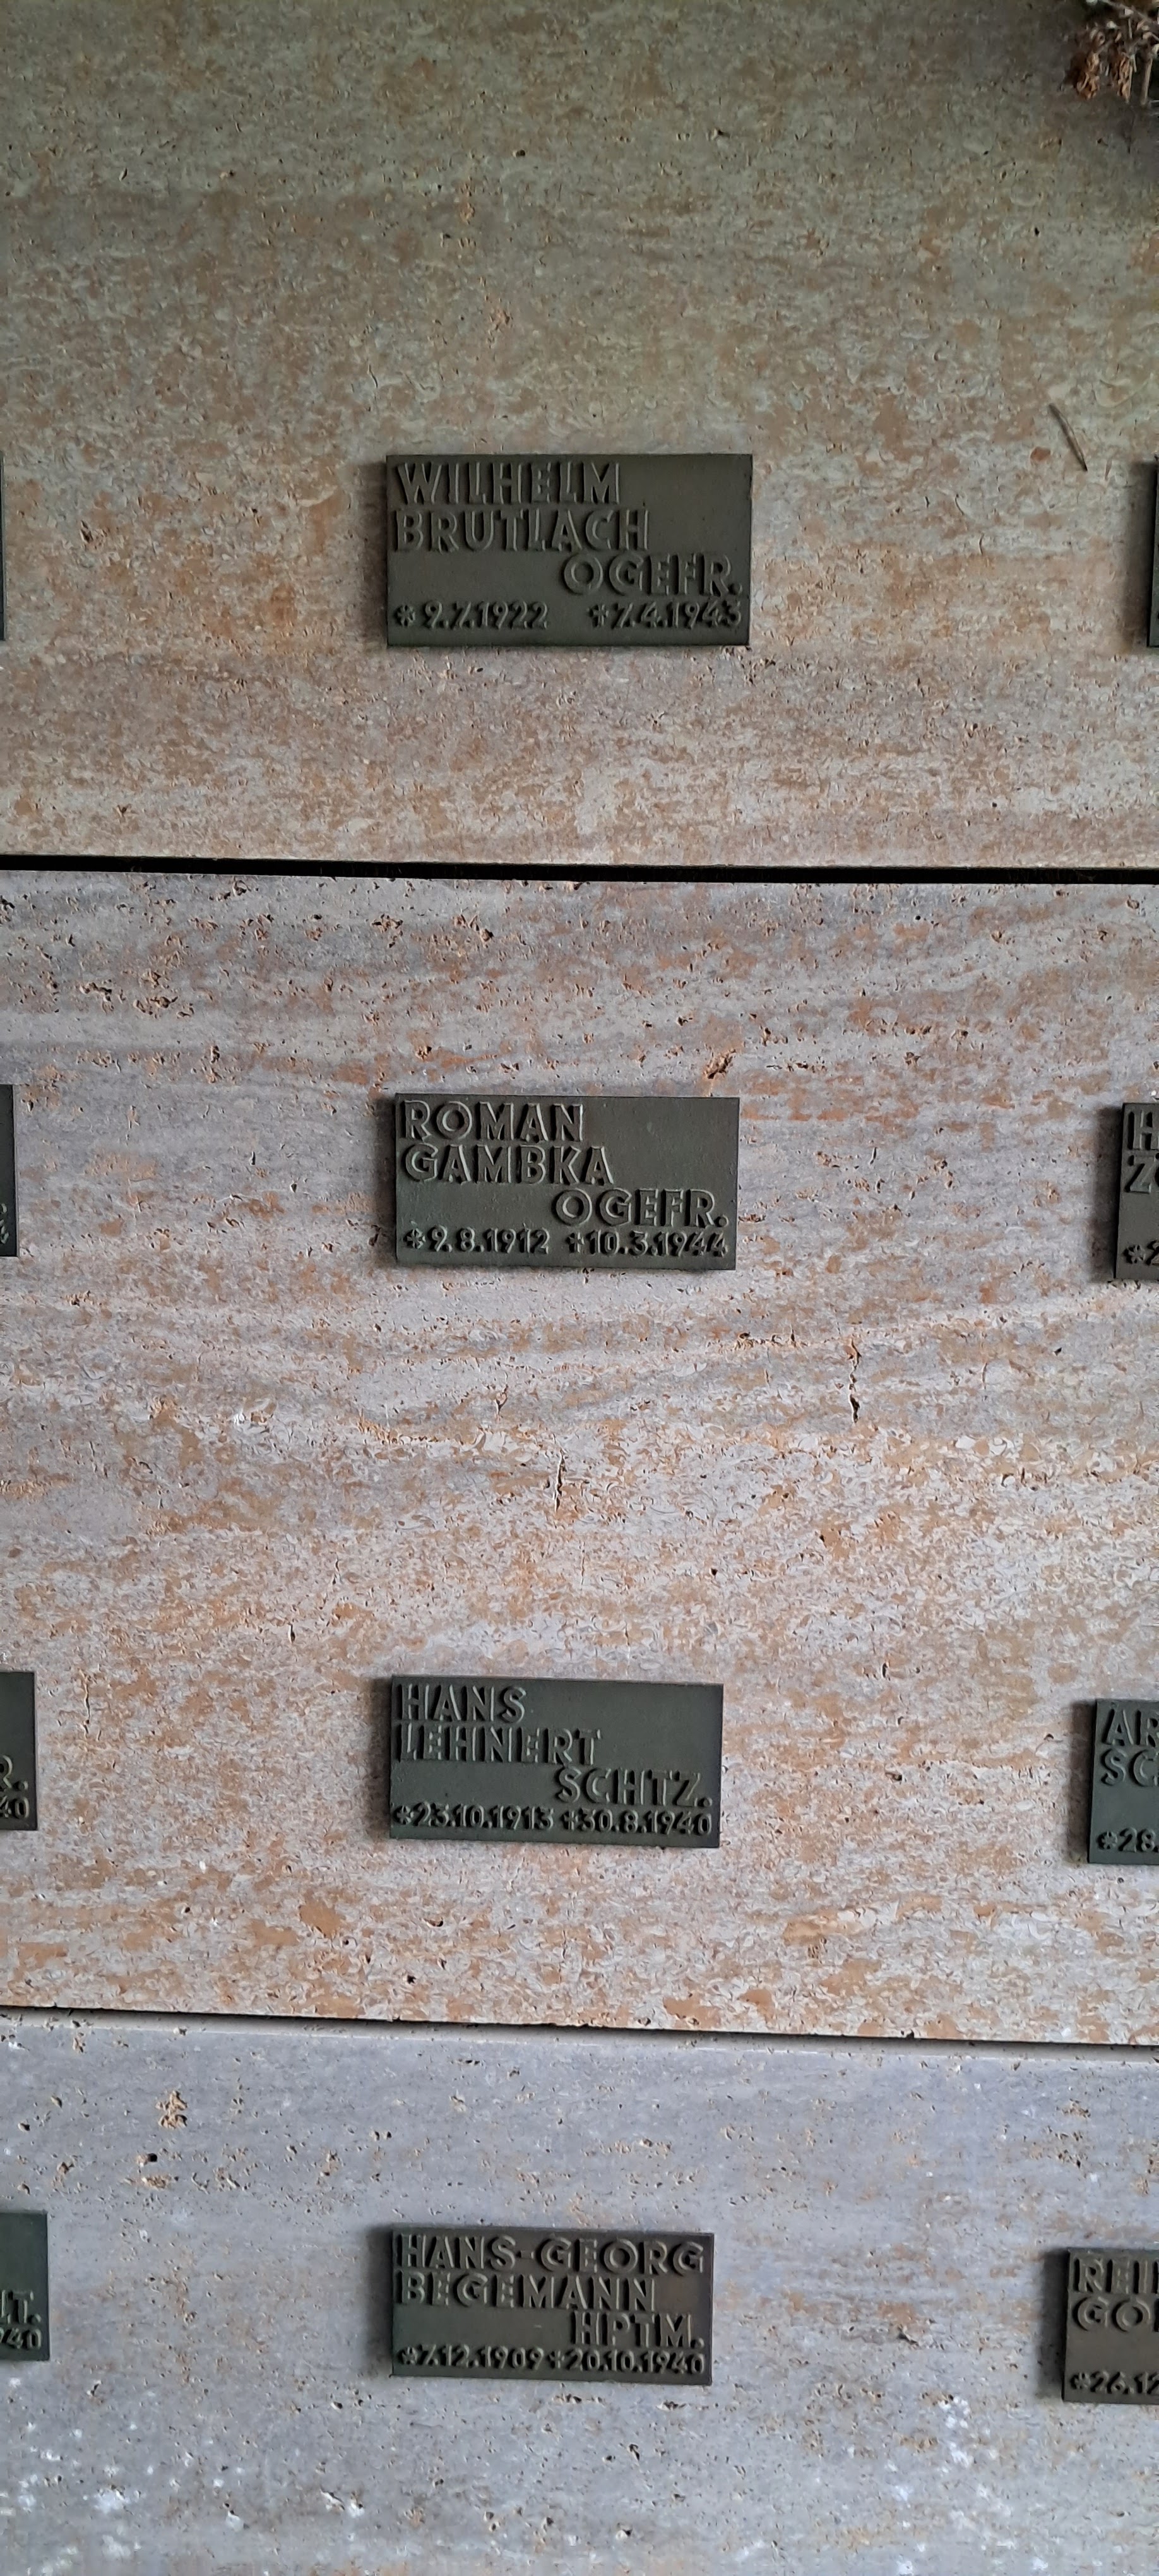 WILHELM
BRUTLACH
OGEFR.
* 9.7.1922 +7.4.1943
ROMAN
GAMBKA
OGEFR.
*9.8.1912 +10.3.1944
HANS
LEHNERT
SCHTZ.
*23.10.1913 +30.8.1940
HANS-GEORG
BEGEMANN
HPTM.
*7.12.1909 +20.10.1940